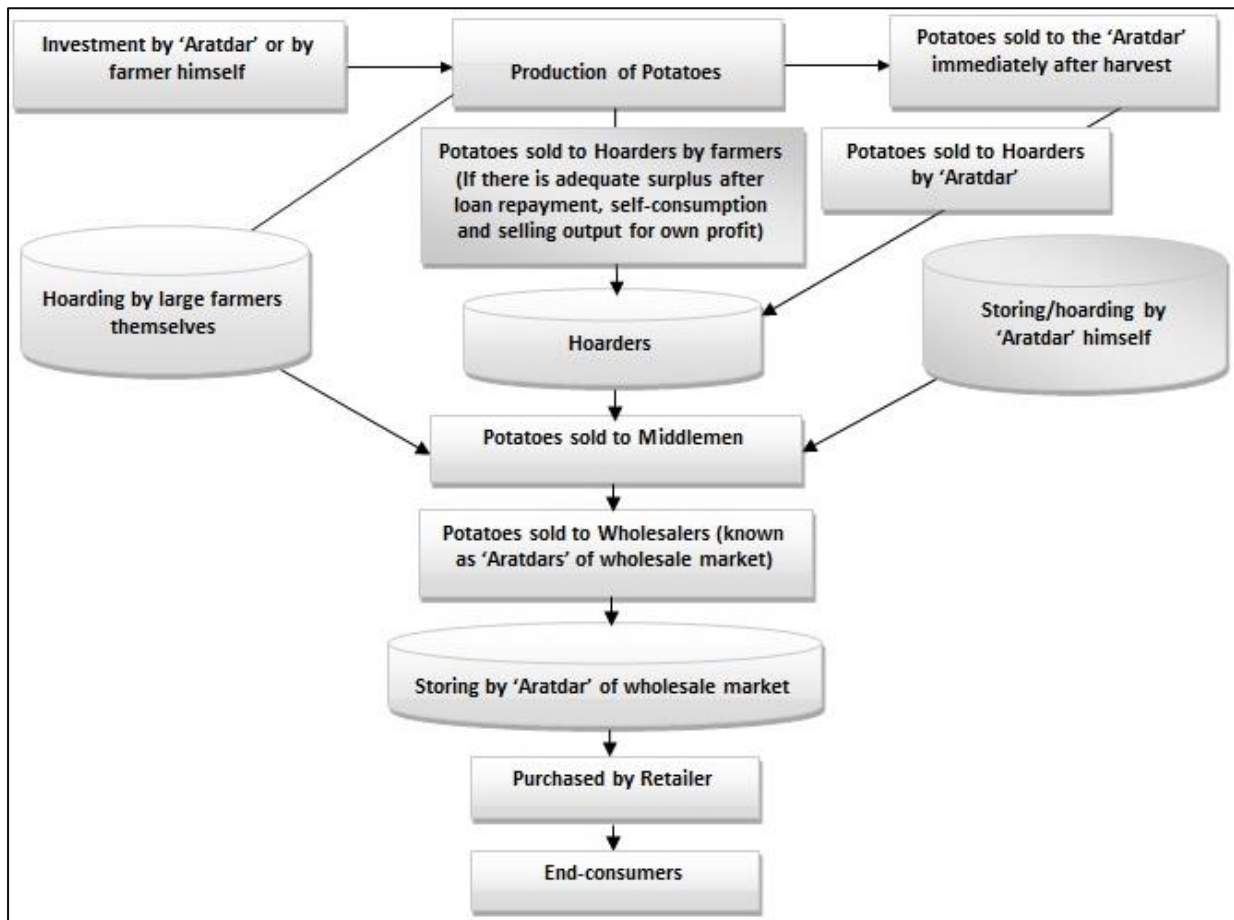 Investment by ‘Aratdar’ or by
farmer himself
Production of Potatoes
Potatoes sold to the ‘Aratdar’
immediately after harvest
Potatoes sold to Hoarders by farmers
(If there is adequate surplus after
loan repayment, self-consumption
and selling output for own profit)
Potatoes sold to Hoarders
by ‘Aratdar’
Hoarding by large farmers
themselves
Hoarders
Storing/hoarding by
‘Aratdar’ himself
Potatoes sold to Middlemen
Potatoes sold to Wholesalers (known
as ‘Aratdars’ of wholesale market)
Storing by ‘Aratdar’ of wholesale market
Purchased by Retailer
End-consumers